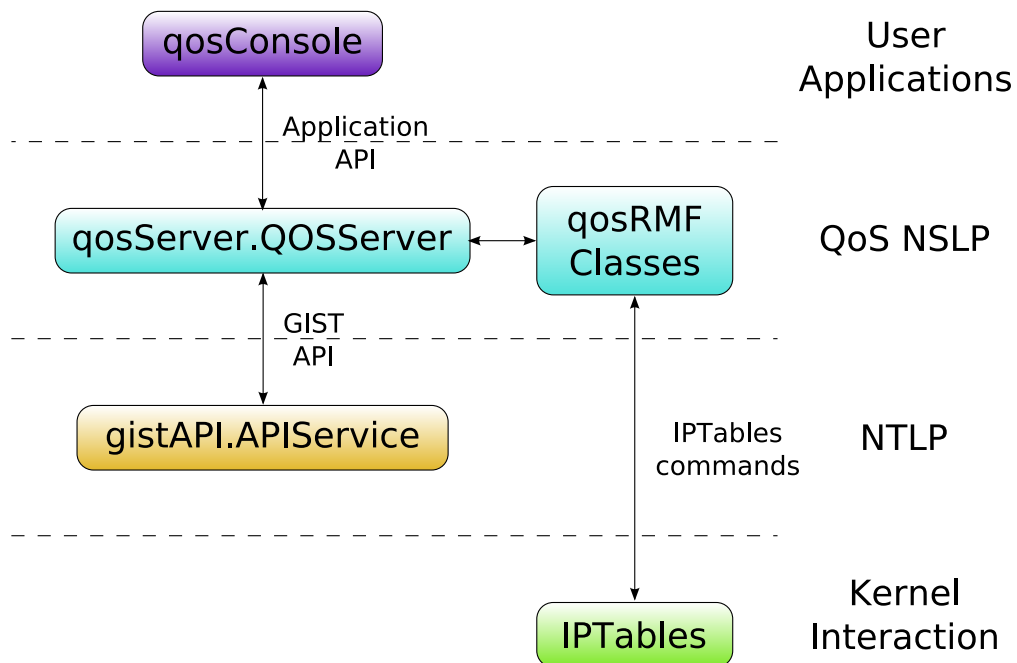 qosConsole
User
Applications
Application
API
qosServer.QOSServer
qosRMF
Classes
QoS NSLP
GIST
API
gistAPI.APIService
IPTables
commands
NTLP
IPTables
Kernel
Interaction